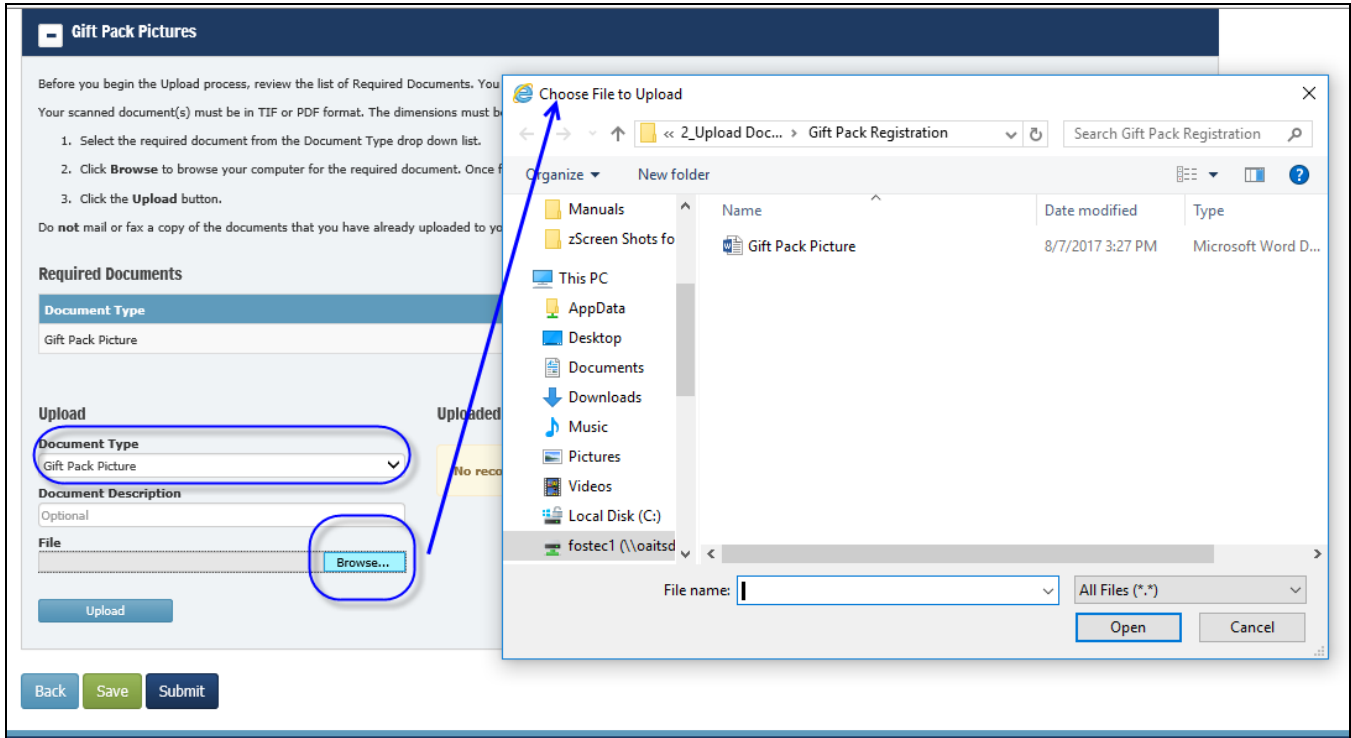 Gift Pack Pictures
Before you begin the Upload process, review the list of Required Documents. You
Your scanned document(s) must be in TIF or PDF format. The dimensions must b
1. Select the required document from the Document Type drop down list.
2. Click Browse to browse your computer for the required document. Once f
3. Click the Upload button.
Do not mail or fax a copy of the documents that you have already uploaded to yo
Required Documents
Document Type
Gift Pack Picture
Upload
Document Type
Gift Pack Picture
Document Description
Optional
File
Browse...
Upload
Uploaded
No reco
Back Save Submit
Choose File to Upload
« 2_Upload Doc... › Gift Pack Registration
Search Gift Pack Registration
Organize New folder
Manuals
zScreen Shots fo
This PC
AppData
Desktop
Documents
Downloads
Music
Pictures
Videos
Local Disk (C:)
fostec1 (\\oaitsd
Name Date modified Type
Gift Pack Picture 8/7/2017 3:27 PM Microsoft Word D...
File name:
All Files (*.*)
Open Cancel